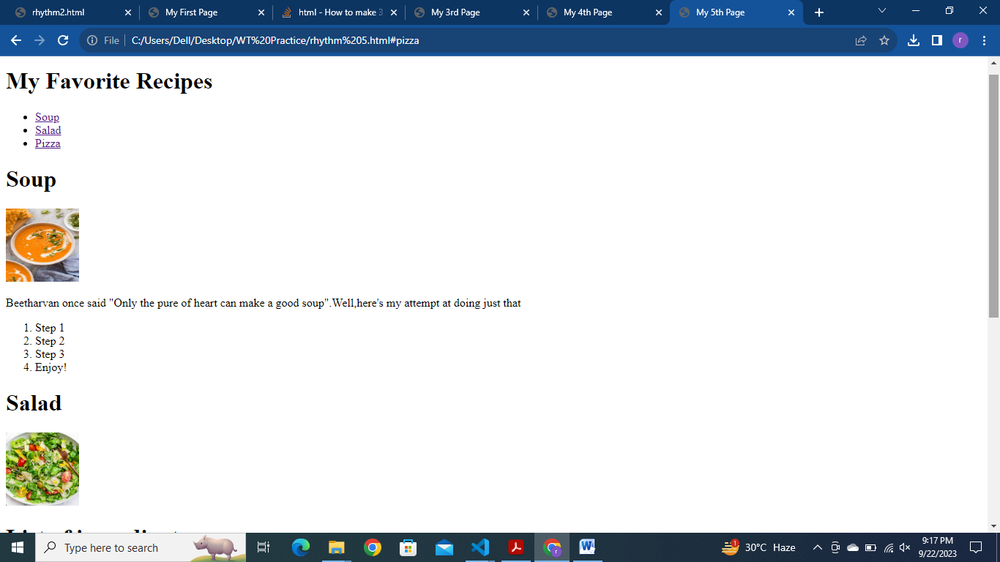 rhythm2.html
My First Page
html - How to make 3
My 3rd Page
My 4th Page
My 5th Page
File C:/Users/Dell/Desktop/WT%20Practice/rhythm%205.html#pizza
r
My Favorite Recipes
Soup
Salad
Pizza
Soup
Beetharvan once said "Only the pure of heart can make a good soup".Well,here's my attempt at doing just that
1. Step 1
2. Step 2
3. Step 3
4. Enjoy!
Salad
List of ingredient
Type here to search
r
1
30°C Haze
9:17 PM
9/22/2023